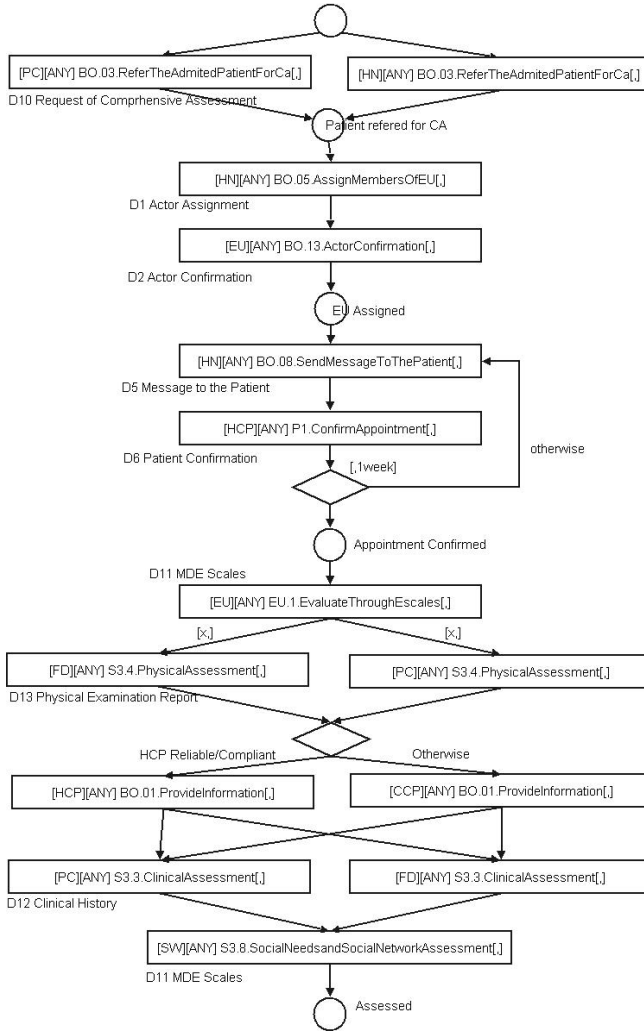 [PC][ANY] BO.03.ReferTheAdmitedPatientForCa[,]
[HN][ANY] BO.03.ReferTheAdmitedPatientForCa[,]
D10 Request of Comprhensive Assessment
Patient refered for CA
[HN][ANY] BO.05.AssignMembersOfEU[,]
D1 Actor Assignment
[EU][ANY] BO.13.ActorConfirmation[,]
D2 Actor Confirmation
EU Assigned
[HN][ANY] BO.08.SendMessageToThePatient[,]
D5 Message to the Patient
[HCP][ANY] P1.ConfirmAppointment[,]
D6 Patient Confirmation
otherwise
[,1week]
Appointment Confirmed
D11 MDE Scales
[EU][ANY] EU.1.EvaluateThroughEscales[,]
[x,]
[x,]
[FD][ANY] S3.4.PhysicalAssessment[,]
[PC][ANY] S3.4.PhysicalAssessment[,]
D13 Physical Examination Report
HCP Reliable/Compliant
Otherwise
[HCP][ANY] BO.01.ProvideInformation[,]
[CCP][ANY] BO.01.ProvideInformation[,]
[PC][ANY] S3.3.ClinicalAssessment[,]
[FD][ANY] S3.3.ClinicalAssessment[,]
D12 Clinical History
[SW][ANY] S3.8.SocialNeedsandSocialNetworkAssessment[,]
D11 MDE Scales
Assessed